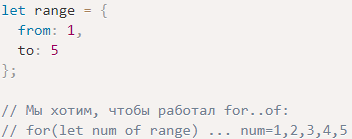 let range = {
  from: 1,
  to: 5
};

// Мы хотим, чтобы работал for..of:
// for(let num of range) ... num=1,2,3,4,5